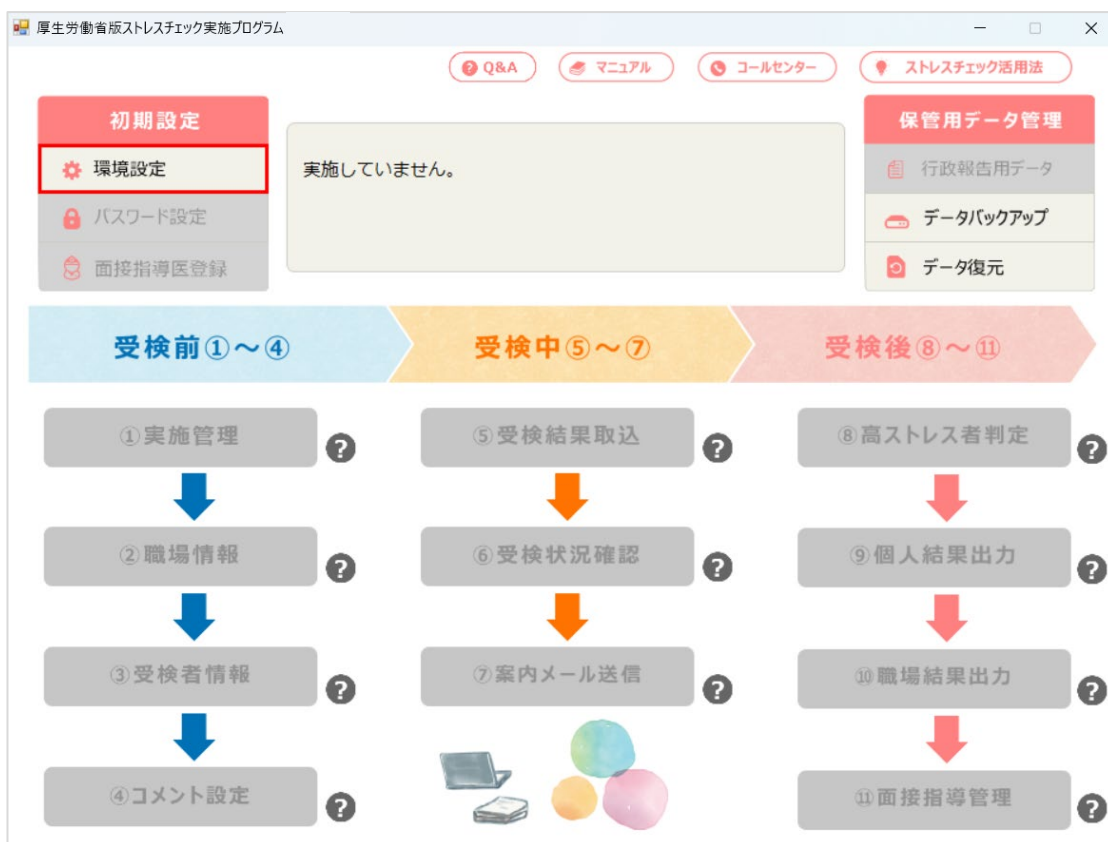 厚生労働省版ストレスチェック実施プログラム
Q&A
マニュアル
コールセンター
ストレスチェック活用法
初期設定
環境設定
パスワード設定
面接指導医登録
実施していません。
保管用データ管理
行政報告用データ
データバックアップ
データ復元
受検前①～④
受検中⑤～⑦
受検後⑧～⑪
①実施管理
?
⑤受検結果取込
?
⑧高ストレス者判定
?
②職場情報
?
⑥受検状況確認
?
⑨個人結果出力
?
③受検者情報
?
⑦案内メール送信
?
⑩職場結果出力
?
④コメント設定
?
⑪面接指導管理
?